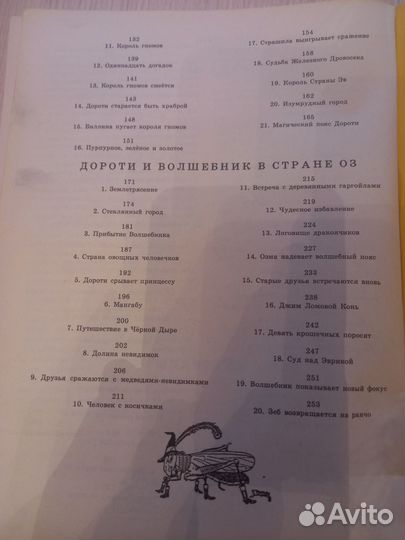 132
11. Король гномов
139
12. Одиннадцать догадок
141
13. Король гномов смеётся
143
14. Дороти старается быть храброй
148
15. Биллина пугает короля гномов
151
16. Пурпурное, зелёное и золотое
154
17. Страшила выигрывает сражение
158
18. Судьба Железного Дровосека
160
19. Король Страны Эв
162
20. Изумрудный город
165
21. Магический пояс Дороти
ДОРОТИ И ВОЛШЕБНИК В СТРАНЕ ОЗ
171
1. Землетрясение
174
2. Стеклянный город
181
3. Прибытие Волшебника
187
4. Страна овощных человечков
192
5. Дороти срывает принцессу
196
6. Мангабу
200
7. Путешествие в Чёрной Дыре
202
8. Долина невидимок
206
9. Друзья сражаются с медведями-невидимками
211
10. Человек с косичками
215
11. Встреча с деревянными гаргойлами
219
12. Чудесное избавление
224
13. Логовище дракончиков
227
14. Озма надевает волшебный пояс
233
15. Старые друзья встречаются вновь
238
16. Джим Ломовой Конь
242
17. Девять крошечных поросят
247
18. Суд над Эврикой
251
19. Волшебник показывает новый фокус
253
20. Зеб возвращается на ранчо
Avito